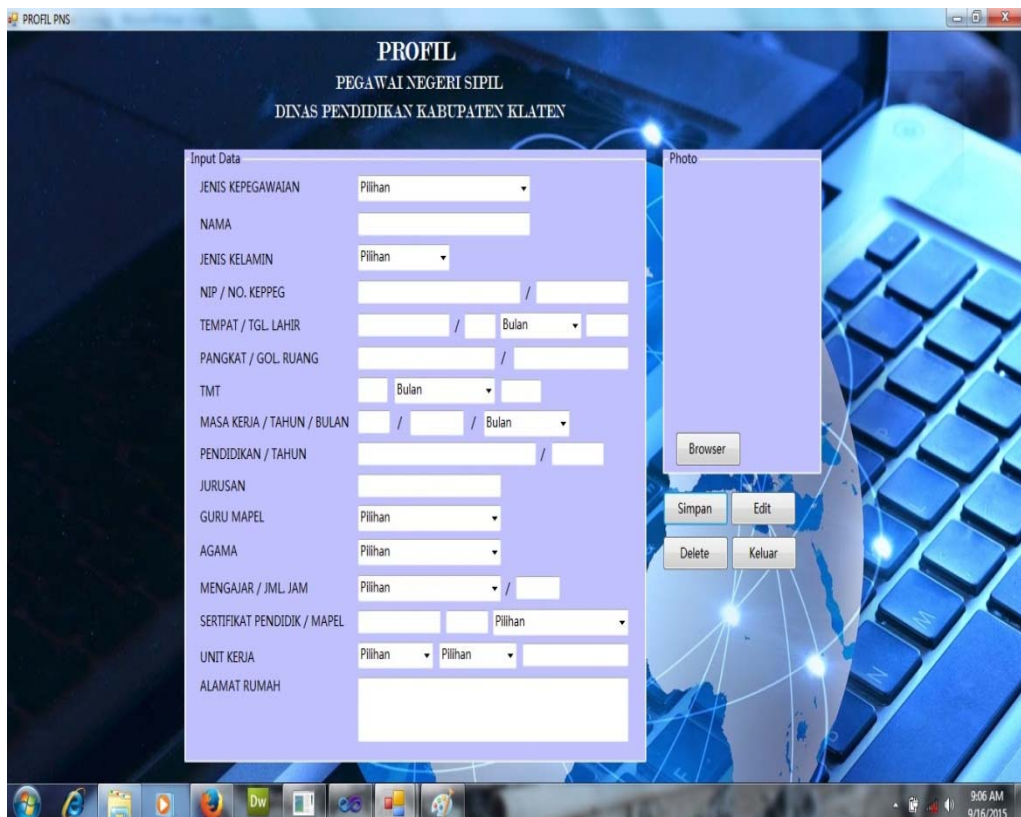 PROFIL PNS
PROFIL
PEGAWAI NEGERI SIPIL
DINAS PENDIDIKAN KABUPATEN KLATEN
Input Data
JENIS KEPEGAWAIAN Pilihan
NAMA
JENIS KELAMIN Pilihan
NIP / NO. KEPPEG /
TEMPAT / TGL. LAHIR / Bulan
PANGKAT / GOL. RUANG /
TMT Bulan
MASA KERJA / TAHUN / BULAN / / Bulan
PENDIDIKAN / TAHUN /
JURUSAN
GURU MAPEL Pilihan
AGAMA Pilihan
MENGAJAR / JML. JAM Pilihan /
SERTIFIKAT PENDIDIK / MAPEL Pilihan
UNIT KERJA Pilihan Pilihan
ALAMAT RUMAH
Photo
Browser
Simpan Edit
Delete Keluar
Dw
9:06 AM
9/16/2015